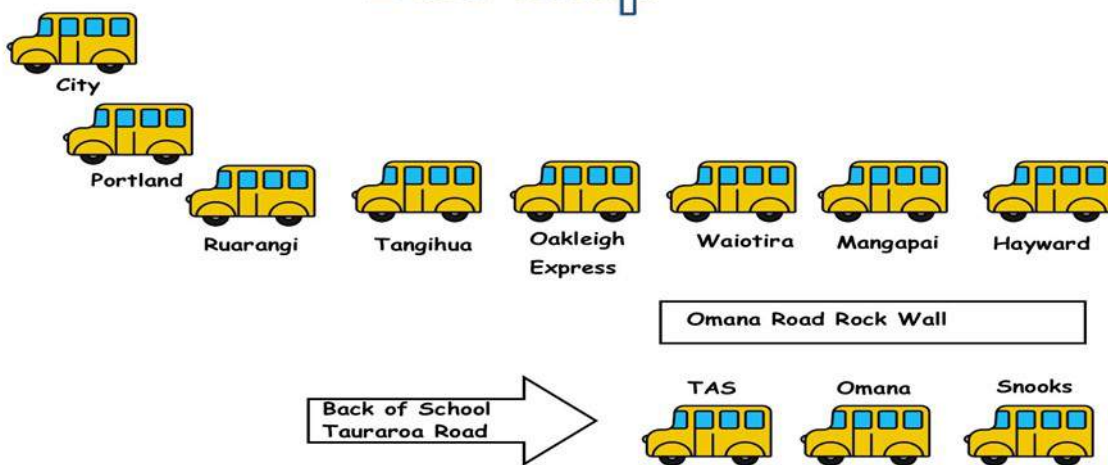 City
Portland
Ruarangi
Tangihua
Oakleigh
Express
Waiotira
Mangapai
Hayward
Omana Road Rock Wall
TAS
Omana
Snooks
Back of School
Tauraroa Road